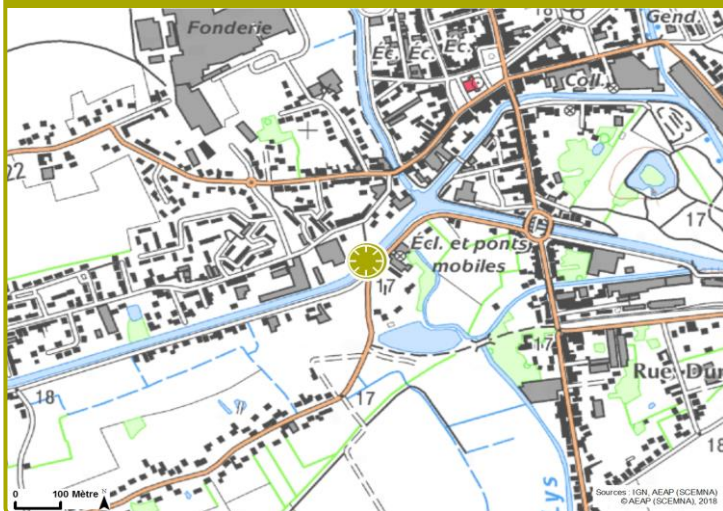 18
Fonderie
Gend
Éc.
Éc.
Éc.
Coll.
22
17
Écl. et ponts
mobiles
17
17
Rue Du
18
17
18
Lys
0 100 Mètre
N
Sources : IGN, AEAP (SCEMNA)
© AEAP (SCEMNA), 2018